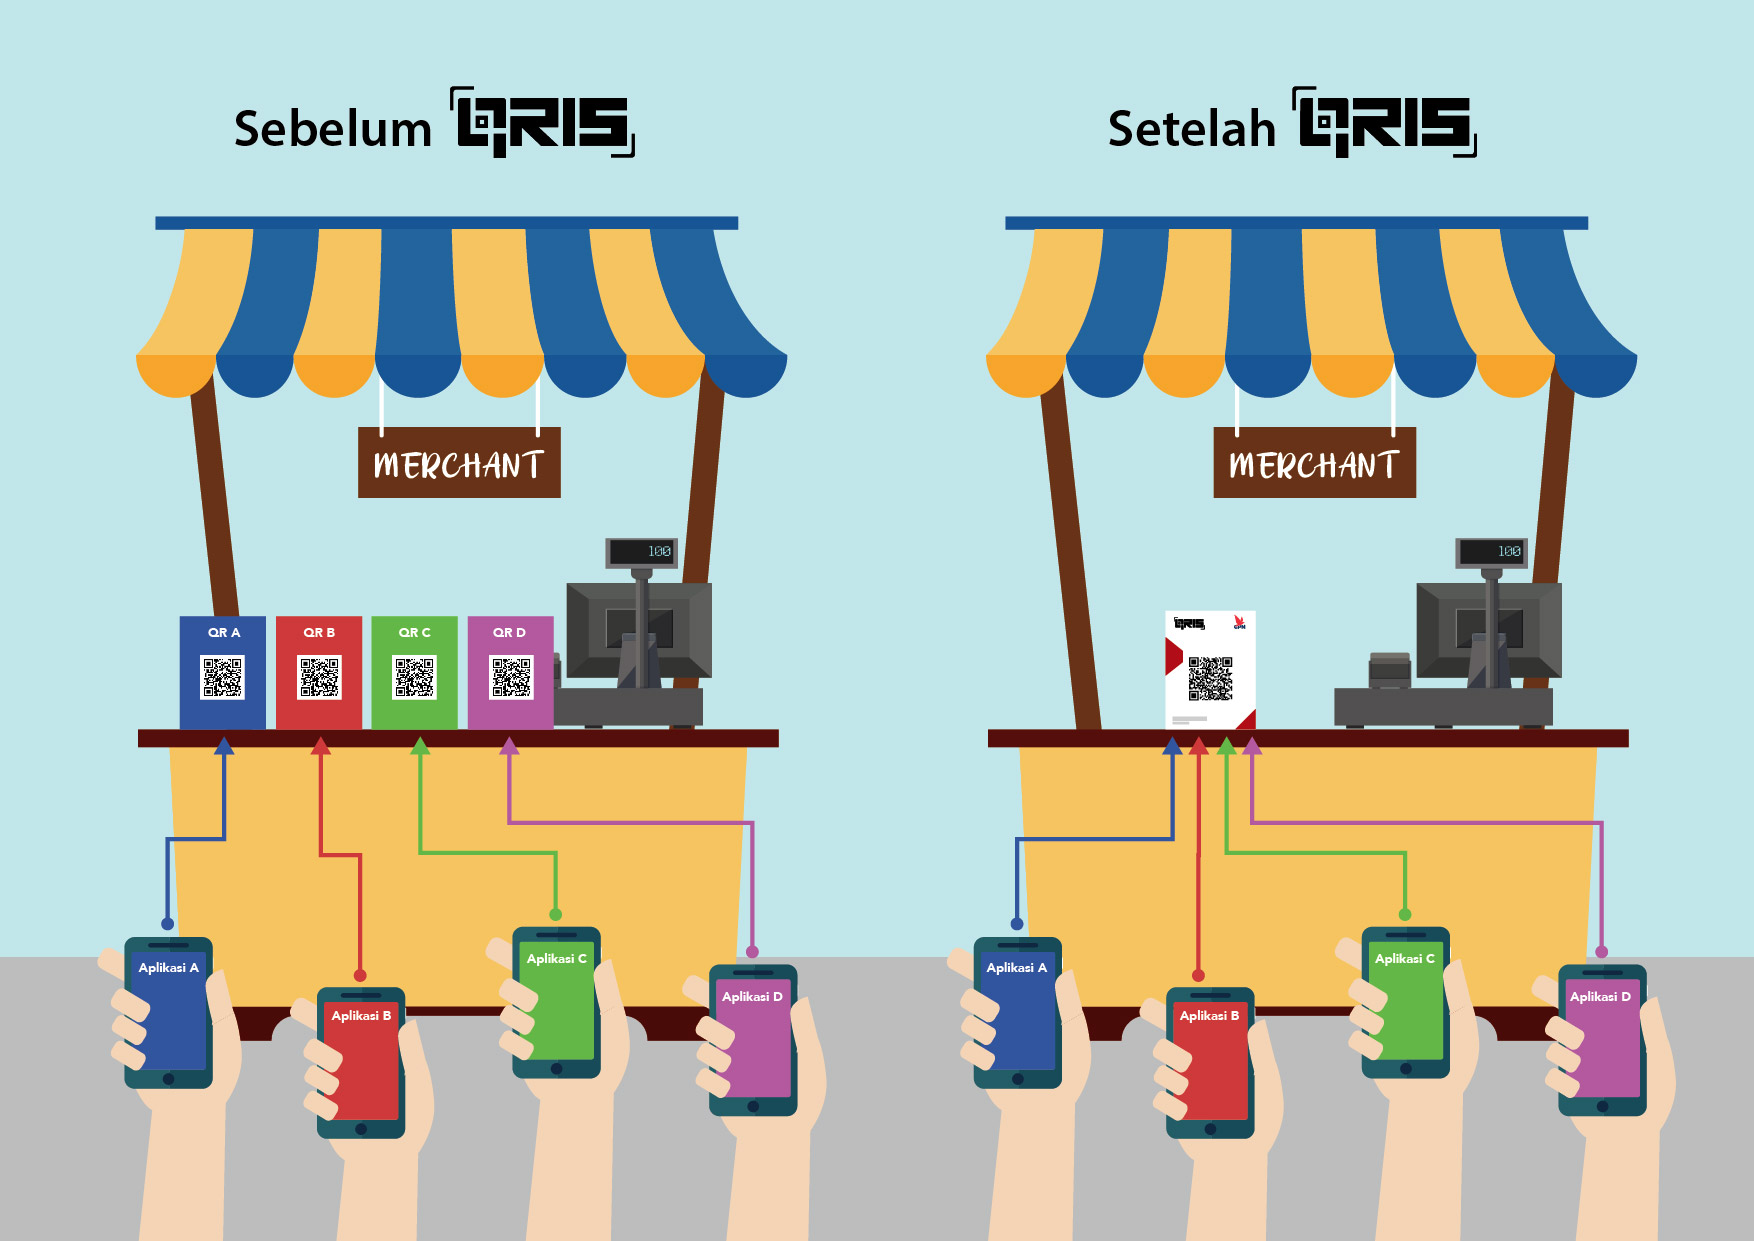 Sebelum QRIS
MERCHANT
100
QR A
QR B
QR C
QR D
Aplikasi A
Aplikasi B
Aplikasi C
Aplikasi D
Setelah QRIS
MERCHANT
100
QRIS
GPN
Aplikasi A
Aplikasi B
Aplikasi C
Aplikasi D